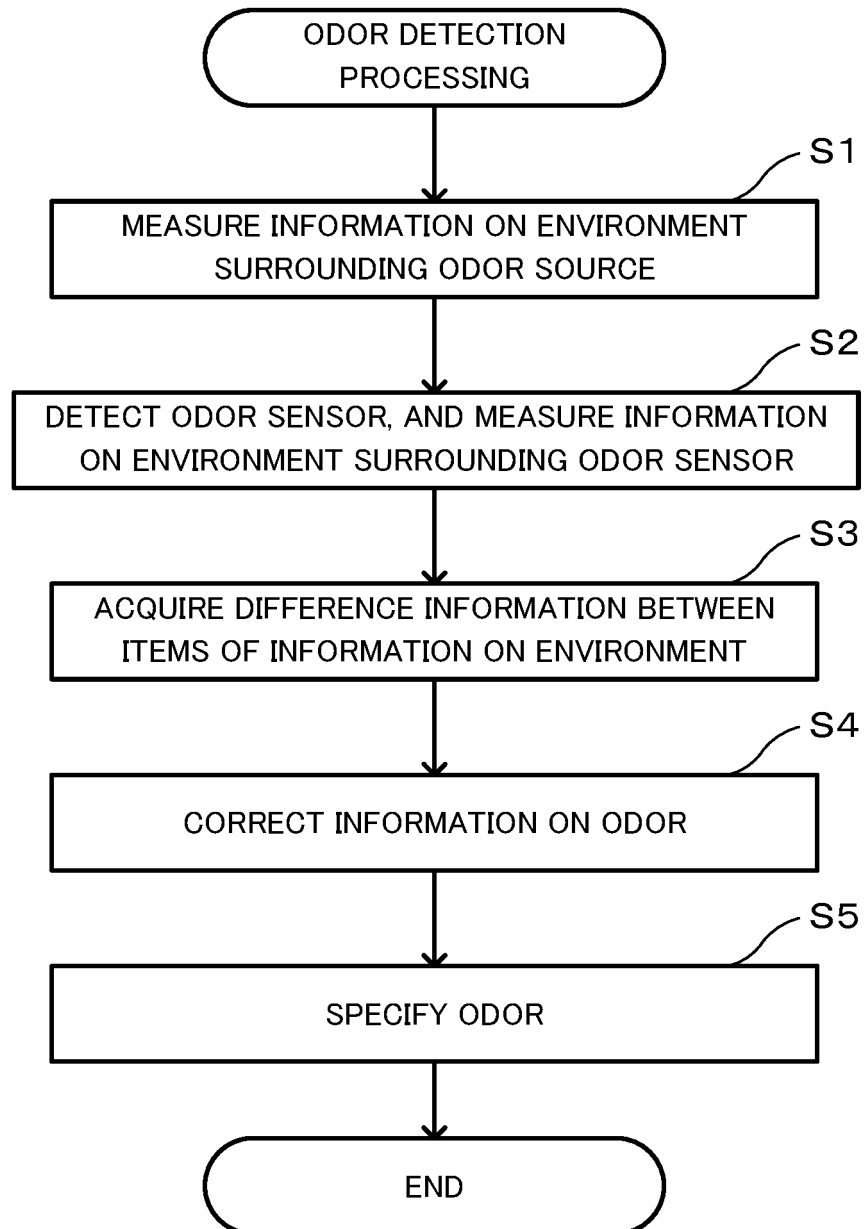 ODOR DETECTION
PROCESSING
S1
MEASURE INFORMATION ON ENVIRONMENT
SURROUNDING ODOR SOURCE
S2
DETECT ODOR SENSOR, AND MEASURE INFORMATION
ON ENVIRONMENT SURROUNDING ODOR SENSOR
S3
ACQUIRE DIFFERENCE INFORMATION BETWEEN
ITEMS OF INFORMATION ON ENVIRONMENT
S4
CORRECT INFORMATION ON ODOR
S5
SPECIFY ODOR
END